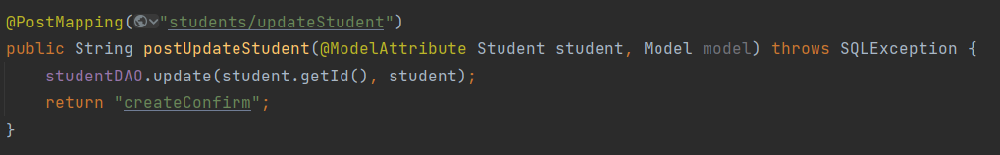 @PostMapping("students/updateStudent")
public String postUpdateStudent(@ModelAttribute Student student, Model model) throws SQLException {
    studentDAO.update(student.getId(), student);
    return "createConfirm";
}